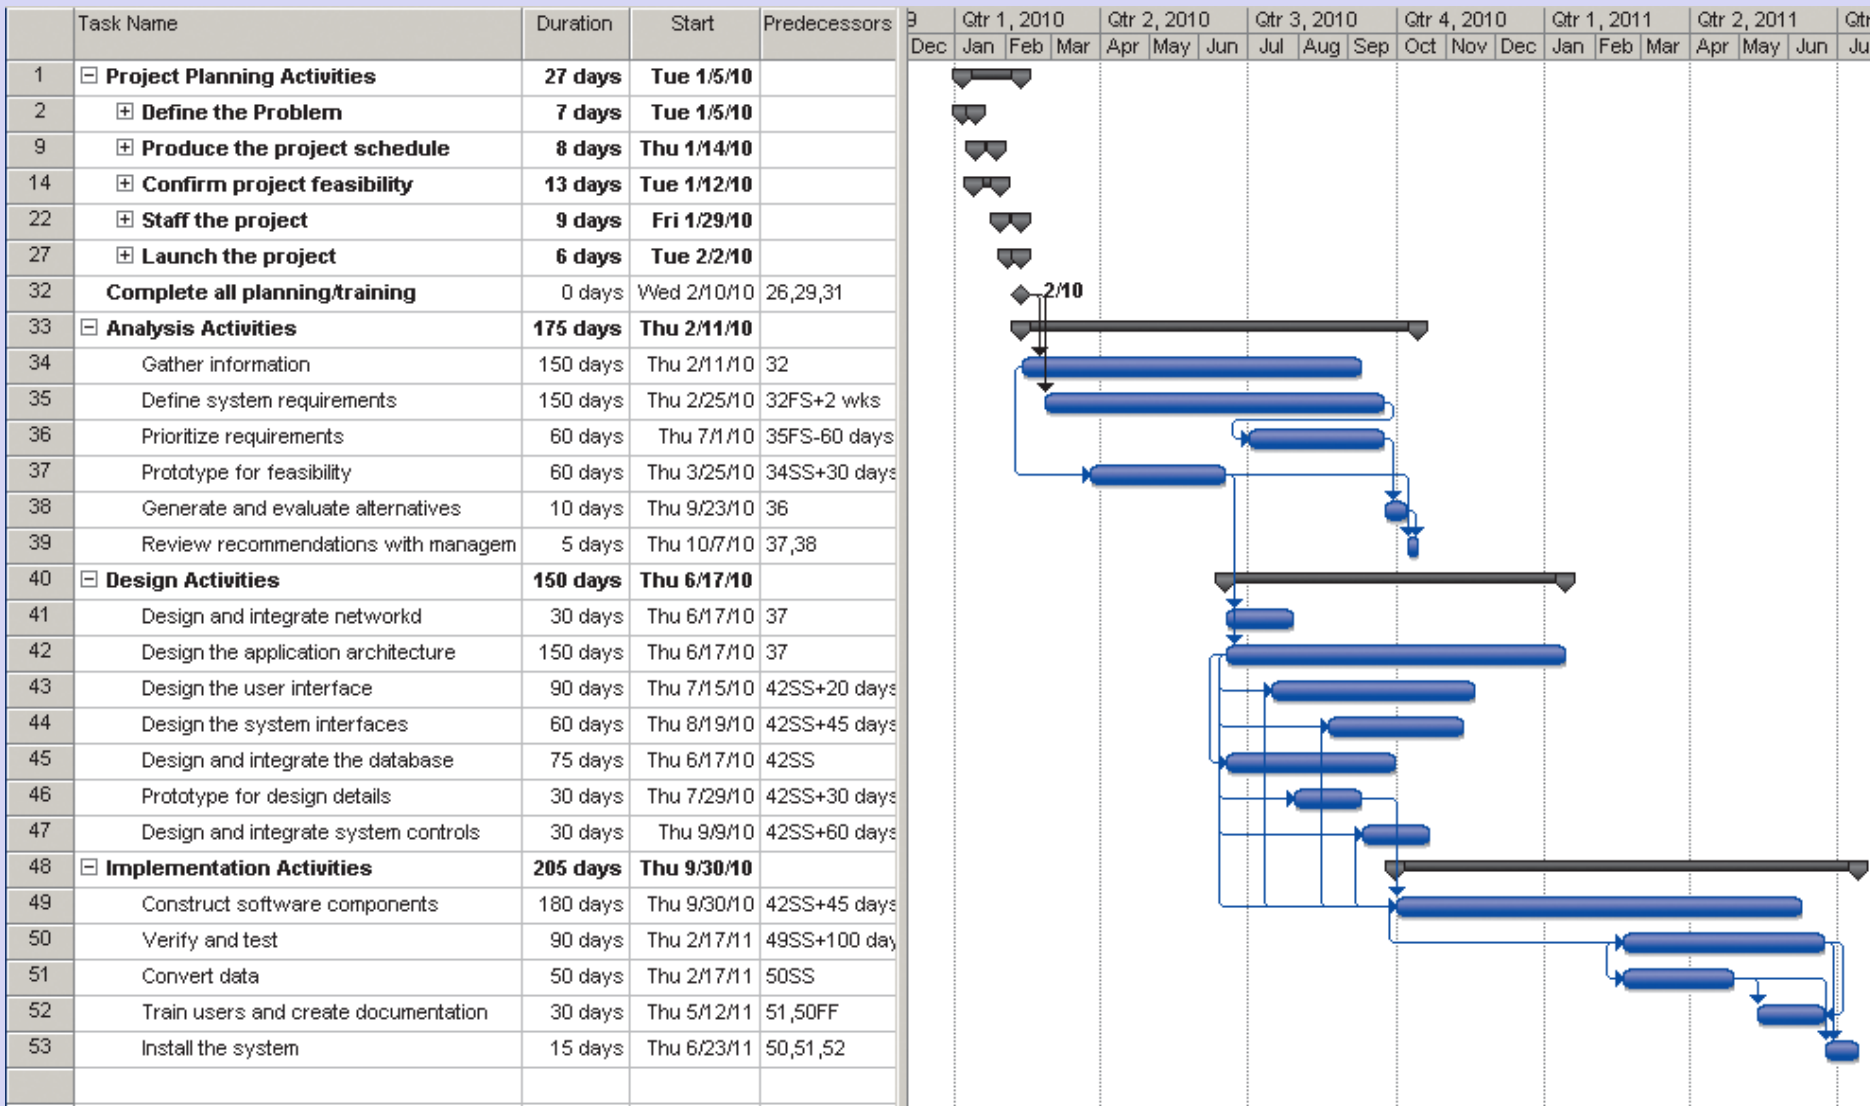 Task Name Duration Start Predecessors 9 Qtr 1, 2010 Qtr 2, 2010 Qtr 3, 2010 Qtr 4, 2010 Qtr 1, 2011 Qtr 2, 2011 Qtr
Dec Jan Feb Mar Apr May Jun Jul Aug Sep Oct Nov Dec Jan Feb Mar Apr May Jun Ju
1 Project Planning Activities 27 days Tue 1/5/10
2 Define the Problem 7 days Tue 1/5/10
9 Produce the project schedule 8 days Thu 1/14/10
14 Confirm project feasibility 13 days Tue 1/12/10
22 Staff the project 9 days Fri 1/29/10
27 Launch the project 6 days Tue 2/2/10
32 Complete all planning/training 0 days Wed 2/10/10 26,29,31 2/10
33 Analysis Activities 175 days Thu 2/11/10
34 Gather information 150 days Thu 2/11/10 32
35 Define system requirements 150 days Thu 2/25/10 32FS+2 wks
36 Prioritize requirements 60 days Thu 7/1/10 35FS-60 days
37 Prototype for feasibility 60 days Thu 3/25/10 34SS+30 days
38 Generate and evaluate alternatives 10 days Thu 9/23/10 36
39 Review recommendations with managem 5 days Thu 10/7/10 37,38
40 Design Activities 150 days Thu 6/17/10
41 Design and integrate networkd 30 days Thu 6/17/10 37
42 Design the application architecture 150 days Thu 6/17/10 37
43 Design the user interface 90 days Thu 7/15/10 42SS+20 days
44 Design the system interfaces 60 days Thu 8/19/10 42SS+45 days
45 Design and integrate the database 75 days Thu 6/17/10 42SS
46 Prototype for design details 30 days Thu 7/29/10 42SS+30 days
47 Design and integrate system controls 30 days Thu 9/9/10 42SS+60 days
48 Implementation Activities 205 days Thu 9/30/10
49 Construct software components 180 days Thu 9/30/10 42SS+45 days
50 Verify and test 90 days Thu 2/17/11 49SS+100 day
51 Convert data 50 days Thu 2/17/11 50SS
52 Train users and create documentation 30 days Thu 5/12/11 51,50FF
53 Install the system 15 days Thu 6/23/11 50,51,52